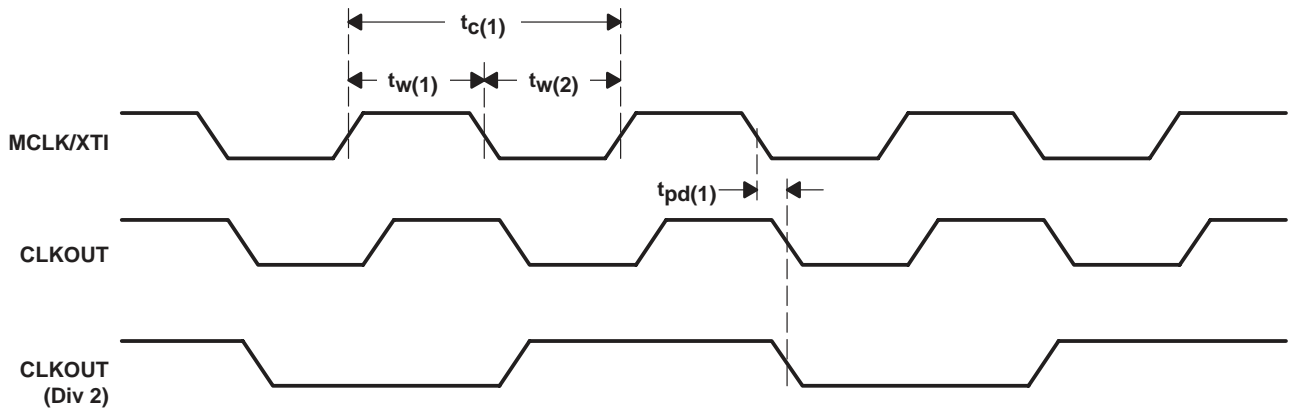 tc(1)
tw(1)
tw(2)
MCLK/XTI
tpd(1)
CLKOUT
CLKOUT
(Div 2)